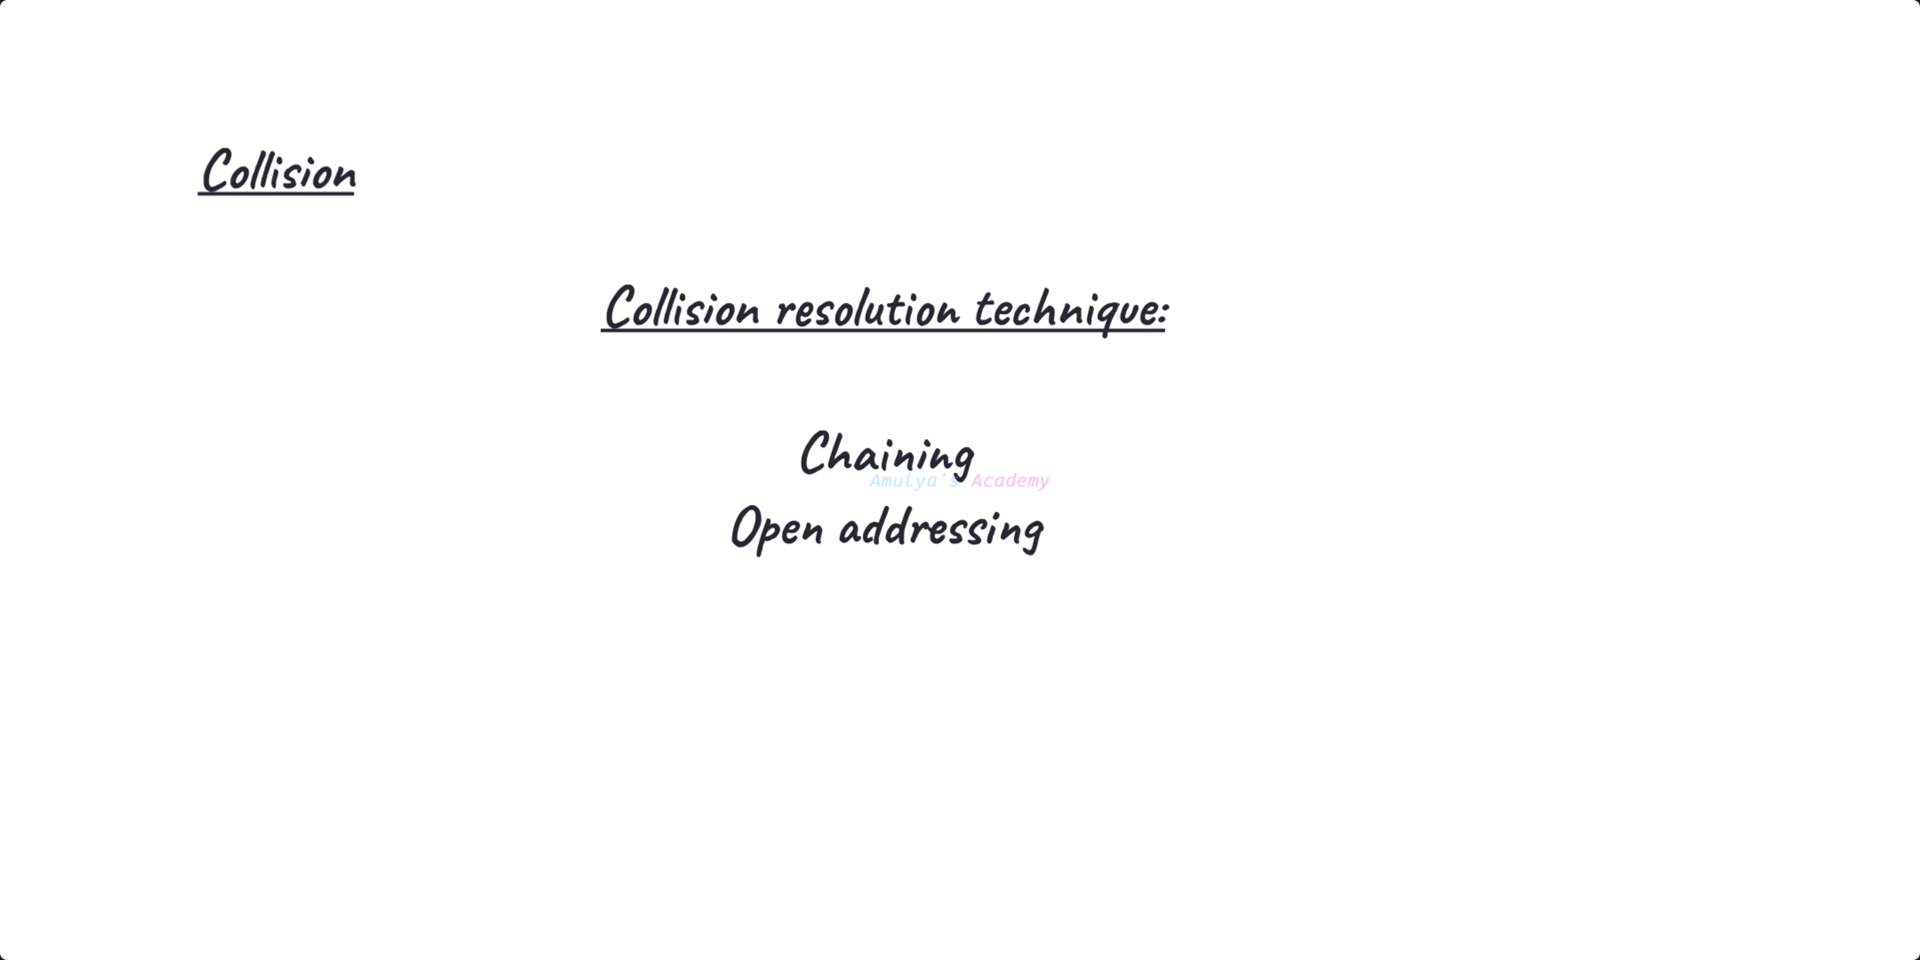 Collision
Collision resolution technique:
Chaining
Amulya's Academy
Open addressing